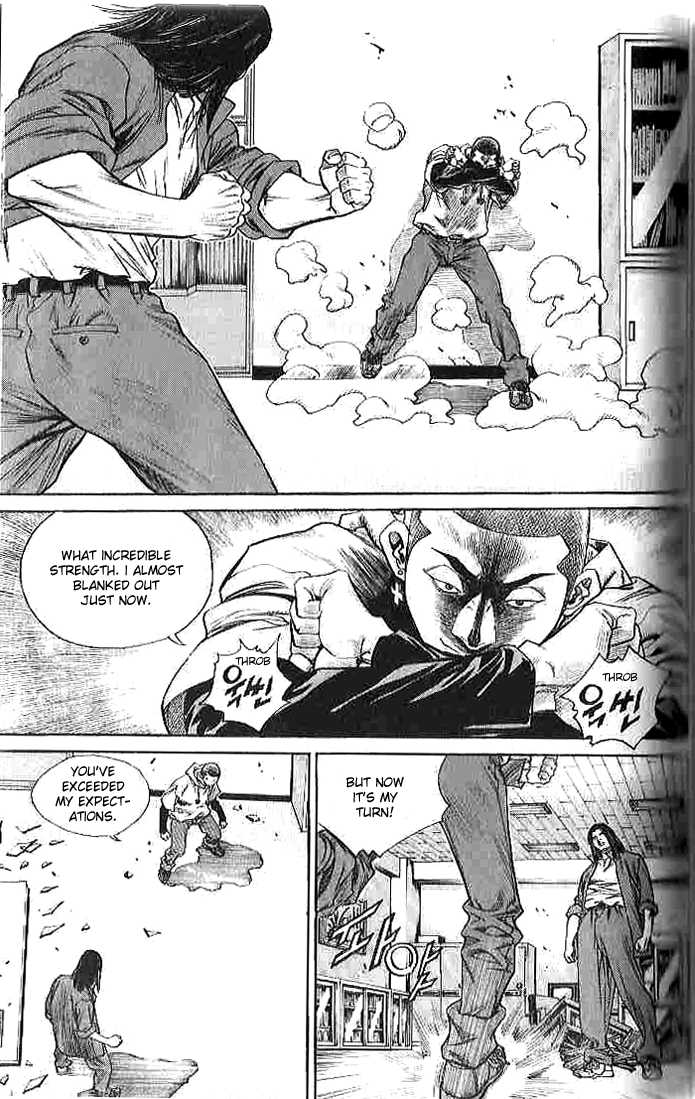 WHAT INCREDIBLE
STRENGTH. I ALMOST
BLANKED OUT
JUST NOW.
THROB
욱씬
THROB
욱씬
YOU'VE
EXCEEDED
MY EXPECT-
ATIONS.
BUT NOW
IT'S MY
TURN!